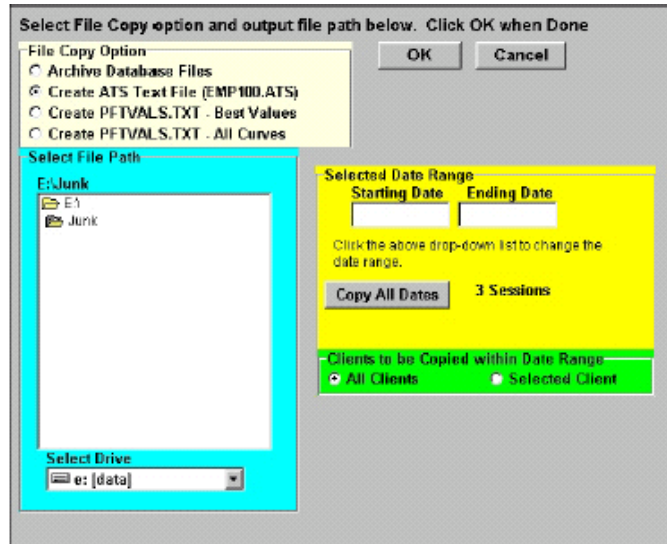 Select File Copy option and output file path below. Click OK when Done
File Copy Option
Archive Database Files
Create ATS Text File (EMP100.ATS)
Create PFTVALS.TXT - Best Values
Create PFTVALS.TXT - All Curves
OK
Cancel
Select File Path
E:\Junk
E:\
Junk
Select Drive
e: [data]
Selected Date Range
Starting Date Ending Date
Click the above drop-down list to change the
date range.
Copy All Dates
3 Sessions
Clients to be Copied within Date Range
All Clients
Selected Client